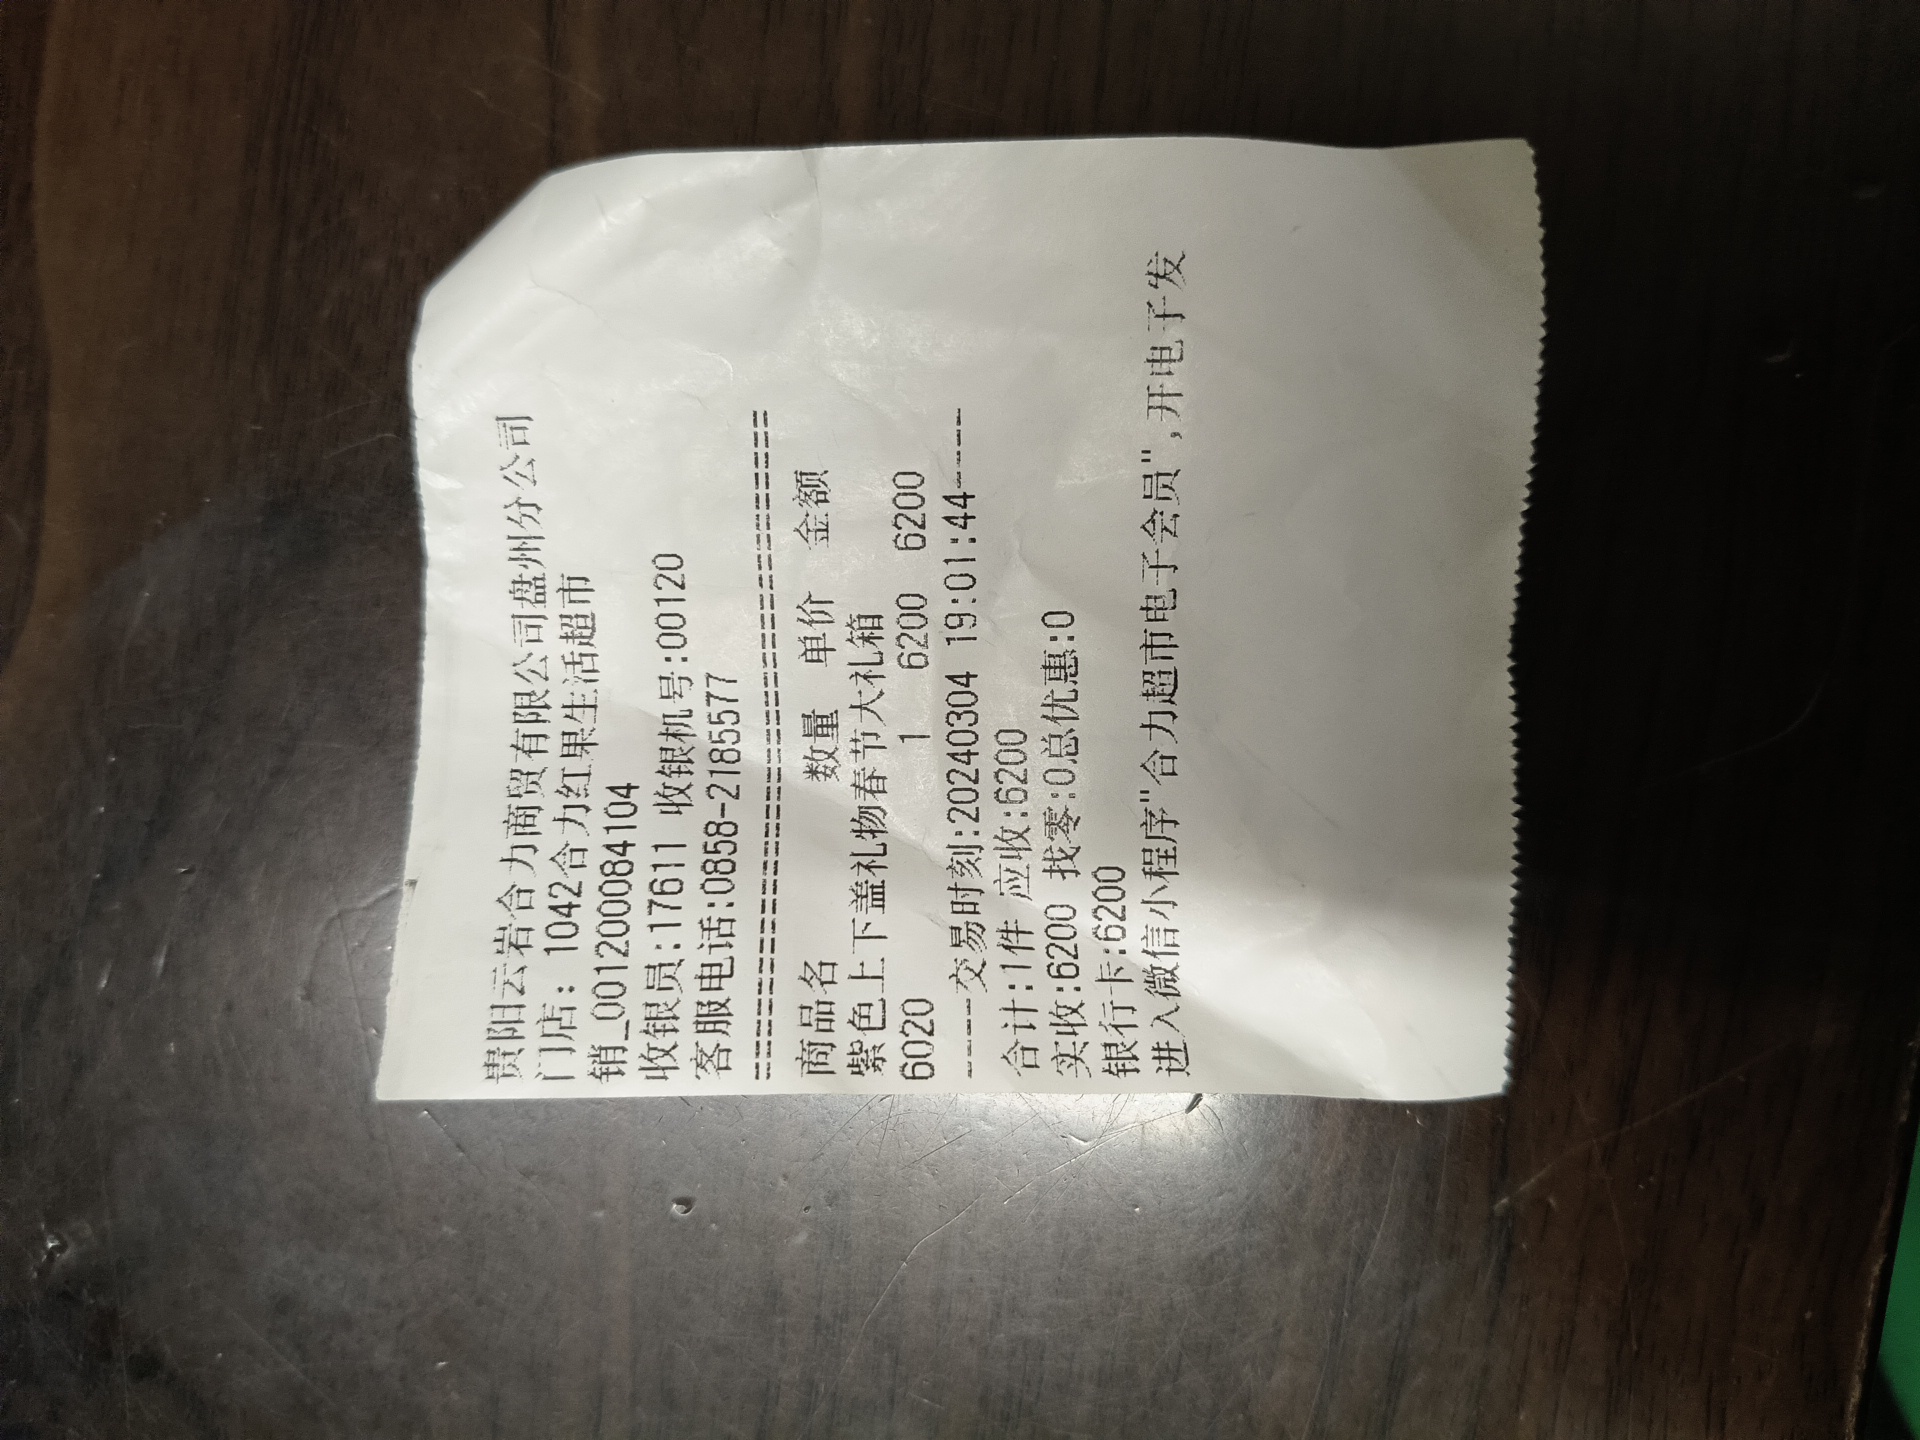 贵阳云岩合力商贸有限公司盘州分公司
门店：1042合力红果生活超市
销_0012000084104
收银员:17611 收银机号:00120
客服电话:0858-2185577
======================================
商品名 数量 单价 金额
紫色上下盖礼物春节大礼箱
6020 1 6200 6200
----交易时刻:20240304 19:01:44----
合计:1件 应收:6200
实收:6200 找零:0总优惠:0
银行卡:6200
进入微信小程序"合力超市电子会员",开电子发